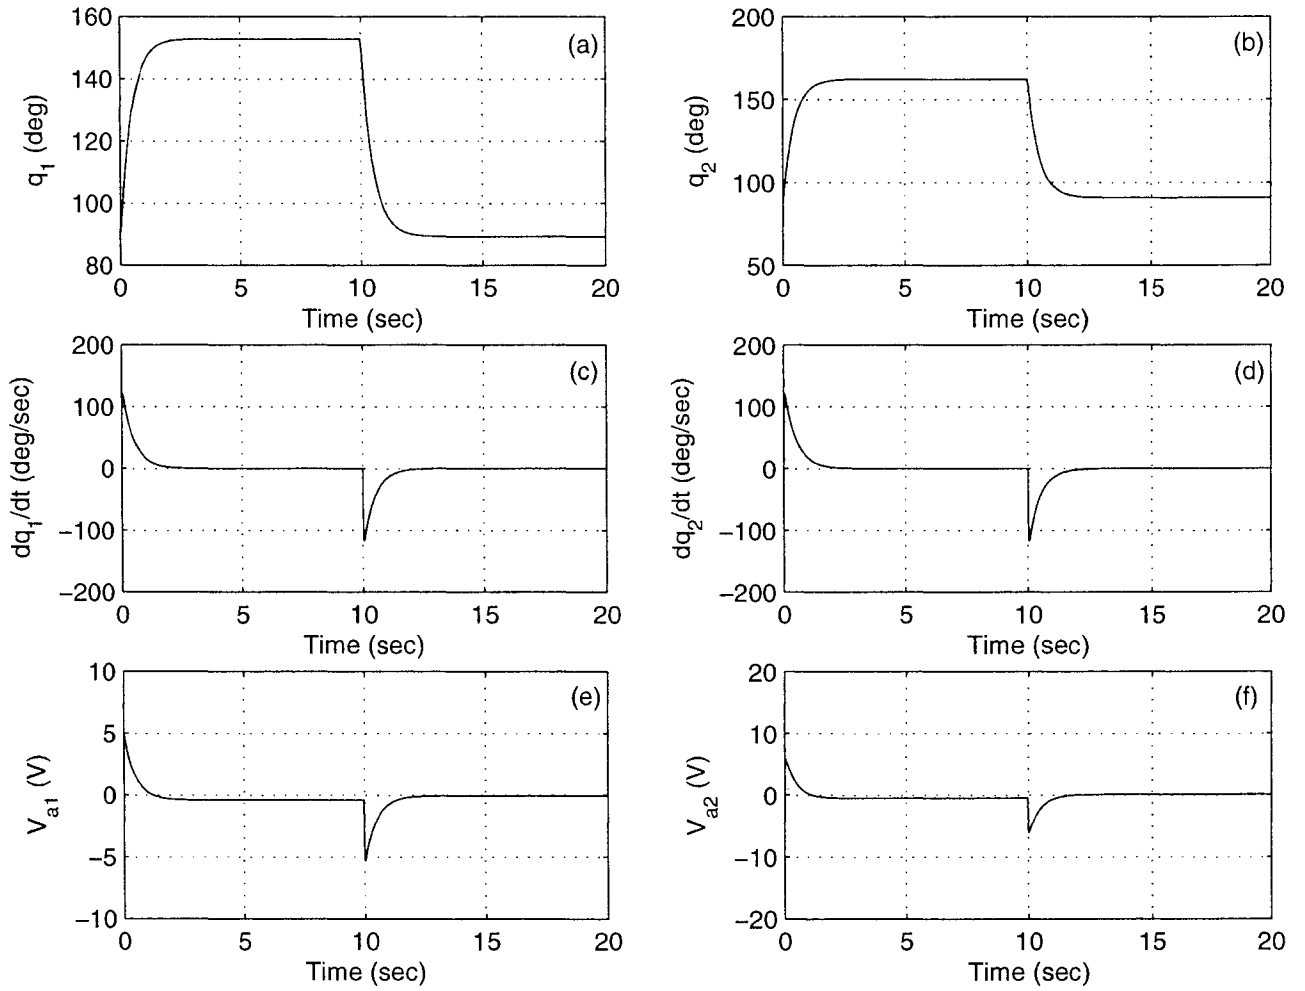 160
140
120
100
80
q1 (deg)
(a)
0 5 10 15 20
Time (sec)
200
150
100
50
q2 (deg)
(b)
0 5 10 15 20
Time (sec)
200
100
0
−100
−200
dq1/dt (deg/sec)
(c)
0 5 10 15 20
Time (sec)
200
100
0
−100
−200
dq2/dt (deg/sec)
(d)
0 5 10 15 20
Time (sec)
10
5
0
−5
−10
Va1 (V)
(e)
0 5 10 15 20
Time (sec)
20
10
0
−10
−20
Va2 (V)
(f)
0 5 10 15 20
Time (sec)